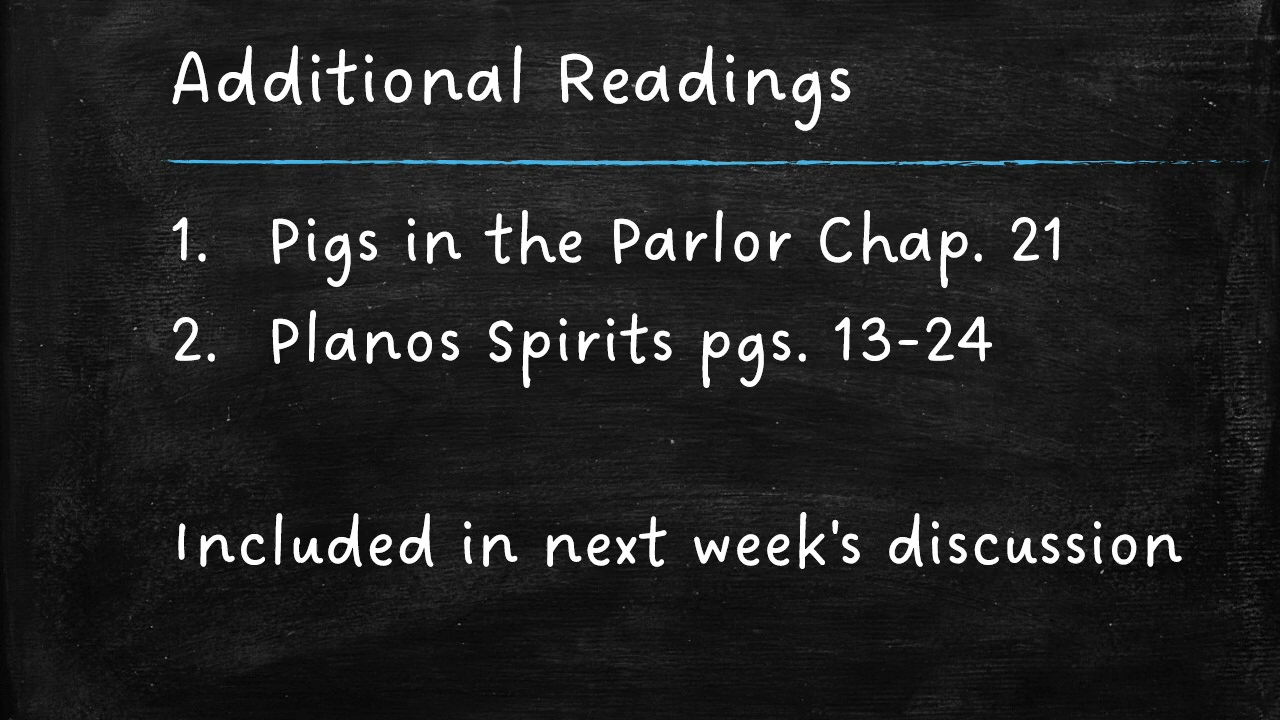 Additional Readings
1. Pigs in the Parlor Chap. 21
2. Planos Spirits pgs. 13-24
Included in next week's discussion